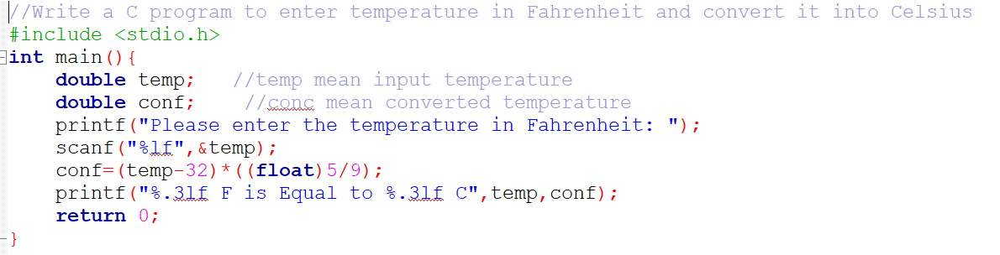 //Write a C program to enter temperature in Fahrenheit and convert it into Celsius
#include <stdio.h>
int main(){
    double temp;   //temp mean input temperature
    double conf;    //conc mean converted temperature
    printf("Please enter the temperature in Fahrenheit: ");
    scanf("%lf",&temp);
    conf=(temp-32)*((float)5/9);
    printf("%.3lf F is Equal to %.3lf C",temp,conf);
    return 0;
}